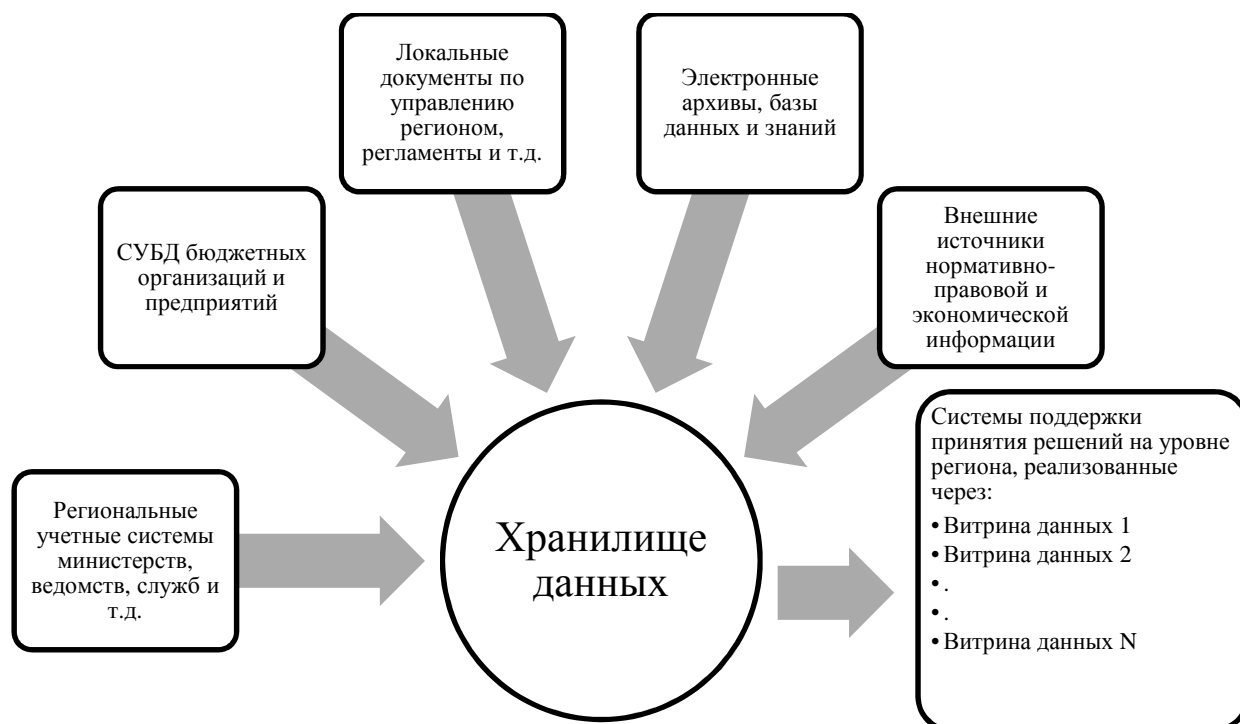 Локальные
документы по
управлению
регионом,
регламенты и т.д.
Электронные
архивы, базы
данных и знаний
СУБД бюджетных
организаций и
предприятий
Внешние
источники
нормативно-
правовой и
экономической
информации
Региональные
учетные системы
министерств,
ведомств, служб и
т.д.
Хранилище
данных
Системы поддержки
принятия решений на уровне
региона, реализованные
через:
• Витрина данных 1
• Витрина данных 2
• .
• .
• Витрина данных N